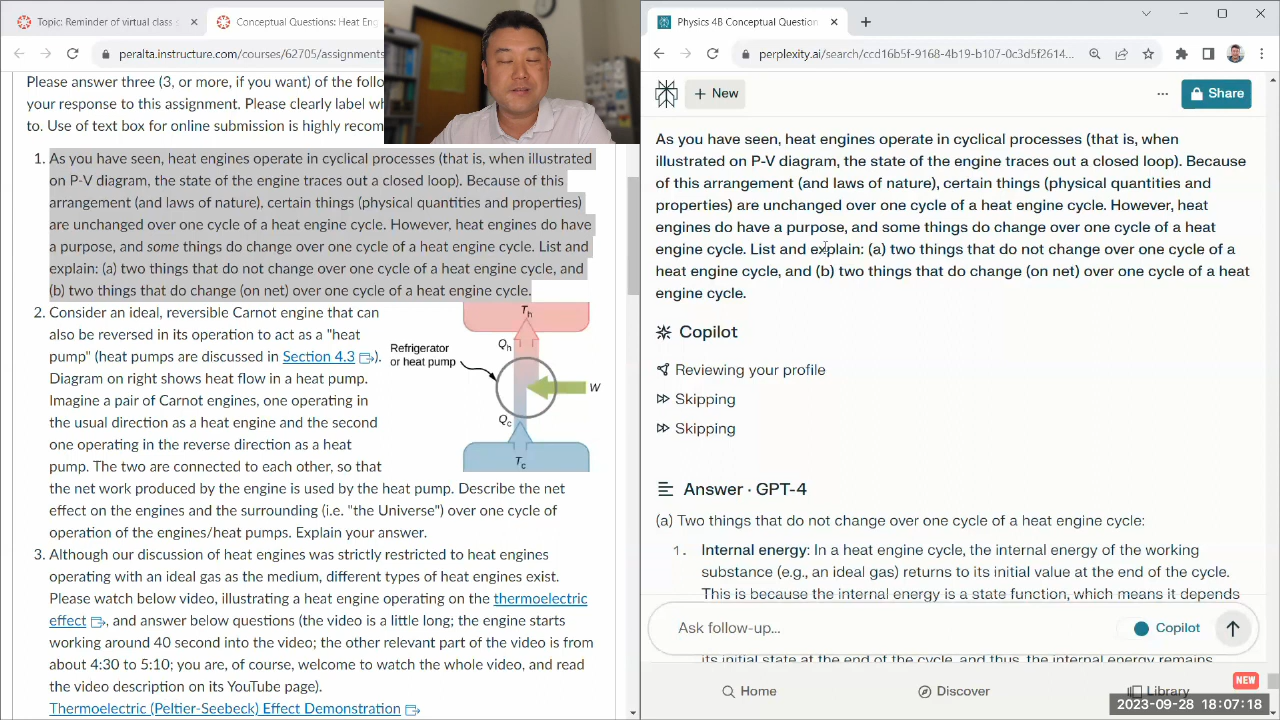 Topic: Reminder of virtual class s
Conceptual Questions: Heat Eng
peralta.instructure.com/courses/62705/assignments
Please answer three (3, or more, if you want) of the follo
your response to this assignment. Please clearly label wh
to. Use of text box for online submission is highly recom
1. As you have seen, heat engines operate in cyclical processes (that is, when illustrated
on P-V diagram, the state of the engine traces out a closed loop). Because of this
arrangement (and laws of nature), certain things (physical quantities and properties)
are unchanged over one cycle of a heat engine cycle. However, heat engines do have
a purpose, and some things do change over one cycle of a heat engine cycle. List and
explain: (a) two things that do not change over one cycle of a heat engine cycle, and
(b) two things that do change (on net) over one cycle of a heat engine cycle.
2. Consider an ideal, reversible Carnot engine that can
also be reversed in its operation to act as a "heat
pump" (heat pumps are discussed in Section 4.3 ).
Diagram on right shows heat flow in a heat pump.
Imagine a pair of Carnot engines, one operating in
the usual direction as a heat engine and the second
one operating in the reverse direction as a heat
pump. The two are connected to each other, so that
the net work produced by the engine is used by the heat pump. Describe the net
effect on the engines and the surrounding (i.e. "the Universe") over one cycle of
operation of the engines/heat pumps. Explain your answer.
Th
Qh
Refrigerator
or heat pump
W
Qc
Tc
3. Although our discussion of heat engines was strictly restricted to heat engines
operating with an ideal gas as the medium, different types of heat engines exist.
Please watch below video, illustrating a heat engine operating on the thermoelectric
effect , and answer below questions (the video is a little long; the engine starts
working around 40 second into the video; the other relevant part of the video is from
about 4:30 to 5:10; you are, of course, welcome to watch the whole video, and read
the video description on its YouTube page).
Thermoelectric (Peltier-Seebeck) Effect Demonstration
Physics 4B Conceptual Question
perplexity.ai/search/ccd16b5f-9168-4b19-b107-0c3d5f2614...
New
Share
As you have seen, heat engines operate in cyclical processes (that is, when
illustrated on P-V diagram, the state of the engine traces out a closed loop). Because
of this arrangement (and laws of nature), certain things (physical quantities and
properties) are unchanged over one cycle of a heat engine cycle. However, heat
engines do have a purpose, and some things do change over one cycle of a heat
engine cycle. List and explain: (a) two things that do not change over one cycle of a
heat engine cycle, and (b) two things that do change (on net) over one cycle of a heat
engine cycle.
Copilot
Reviewing your profile
Skipping
Skipping
Answer · GPT-4
(a) Two things that do not change over one cycle of a heat engine cycle:
1. Internal energy: In a heat engine cycle, the internal energy of the working
substance (e.g., an ideal gas) returns to its initial value at the end of the cycle.
This is because the internal energy is a state function, which means it depends
Ask follow-up...
Copilot
its initial state at the end of the cycle, and thus, the internal energy remains
Home
Discover
Library
NEW
2023-09-28 18:07:18